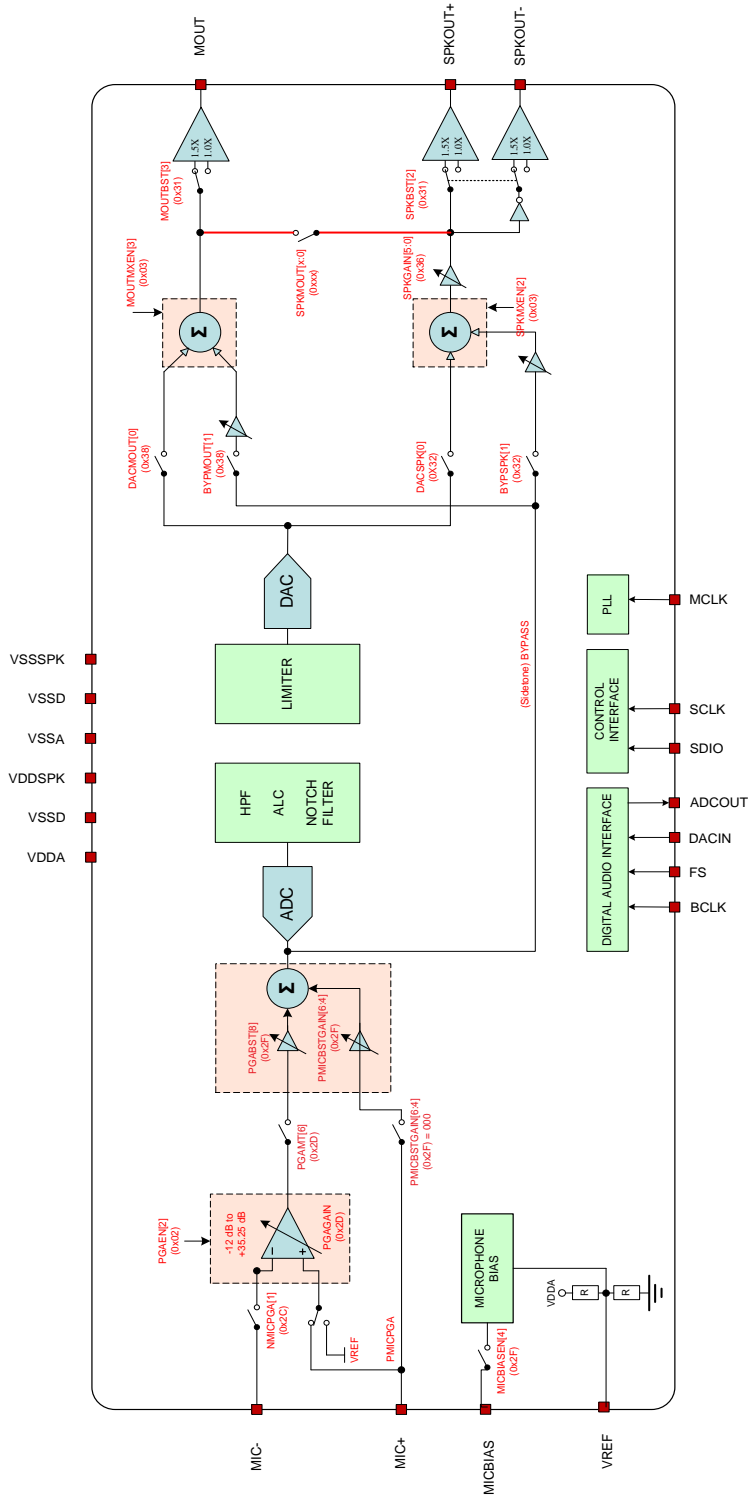 VDDA
VSSD
VDDSPK
VSSA
VSSD
VSSSPK
MIC-
MIC+
MICBIAS
VREF
NMICPGA[1]
(0x2C)
VREF
PMICPGA
PGAEN[2]
(0x02)
-12 dB to
+35.25 dB
-
+
PGAGAIN
(0x2D)
PGAMT[6]
(0x2D)
PMICBSTGAIN[6:4]
(0x2F) = 000
PGABST[8]
(0x2F)
PMICBSTGAIN[6:4]
(0x2F)
Σ
ADC
HPF
ALC
NOTCH
FILTER
LIMITER
DAC
(Sidetone) BYPASS
DACMOUT[0]
(0x38)
BYPMOUT[1]
(0x38)
DACSPK[0]
(0X32)
BYPSPK[1]
(0x32)
MOUTMXEN[3]
(0x03)
Σ
SPKMOUT[x:0]
(0xxx)
Σ
SPKMXEN[2]
(0x03)
SPKGAIN[5:0]
(0x36)
MOUTBST[3]
(0x31)
1.5X
1.0X
SPKBST[2]
(0x31)
1.5X
1.0X
1.5X
1.0X
MOUT
SPKOUT+
SPKOUT-
MICBIASEN[4]
(0x2F)
MICROPHONE
BIAS
VDDA
R
R
DIGITAL AUDIO INTERFACE
CONTROL
INTERFACE
PLL
BCLK
FS
DACIN
ADCOUT
SDIO
SCLK
MCLK